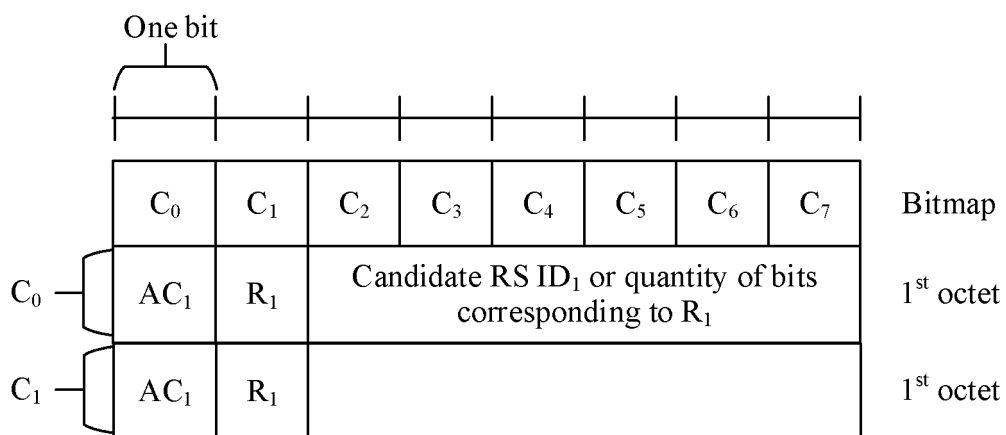 One bit
C₀ C₁ C₂ C₃ C₄ C₅ C₆ C₇ Bitmap
C₀ AC₁ R₁ Candidate RS ID₁ or quantity of bits
corresponding to R₁ 1ˢᵗ octet
C₁ AC₁ R₁ 1ˢᵗ octet